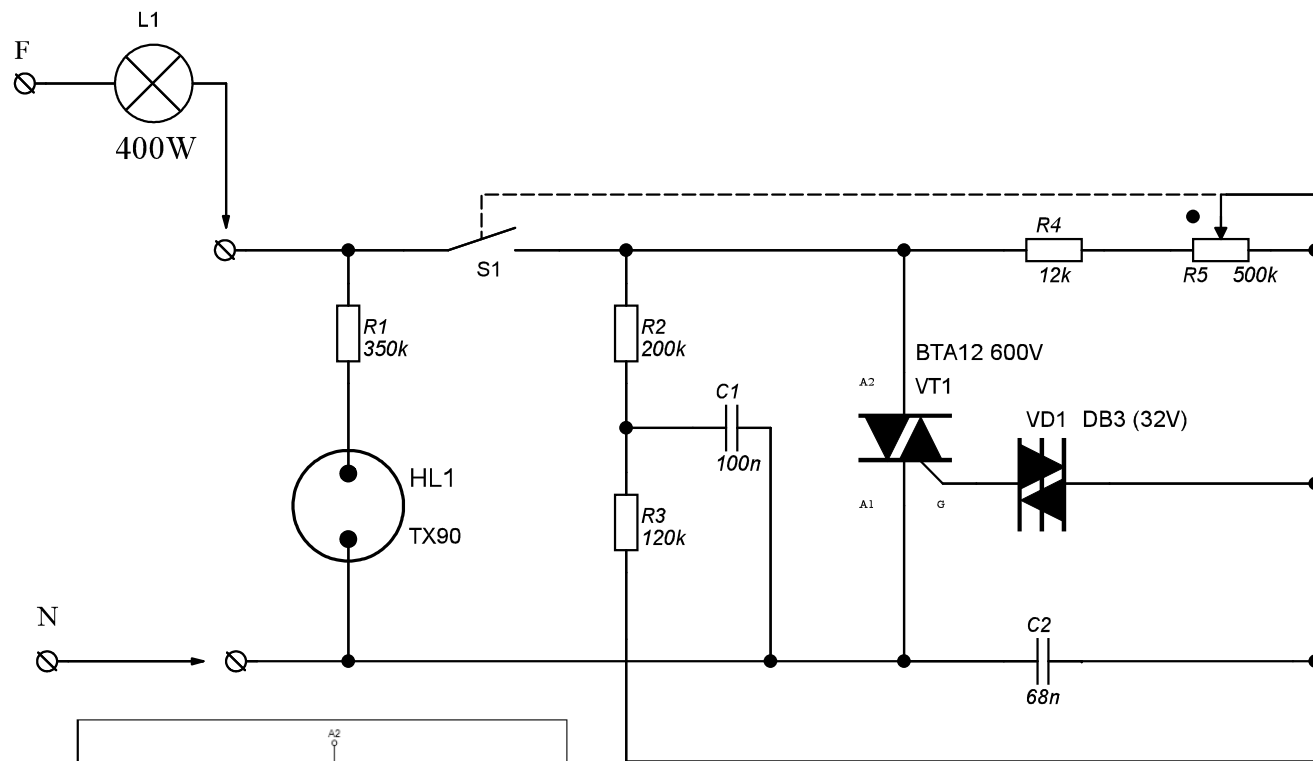 L1
F
400W
S1
R4
12k
R5 500k
R1
350k
R2
200k
BTA12 600V
A2 VT1
C1
100n
VD1 DB3 (32V)
HL1
TX90
A1 G
R3
120k
N
C2
68n
A2